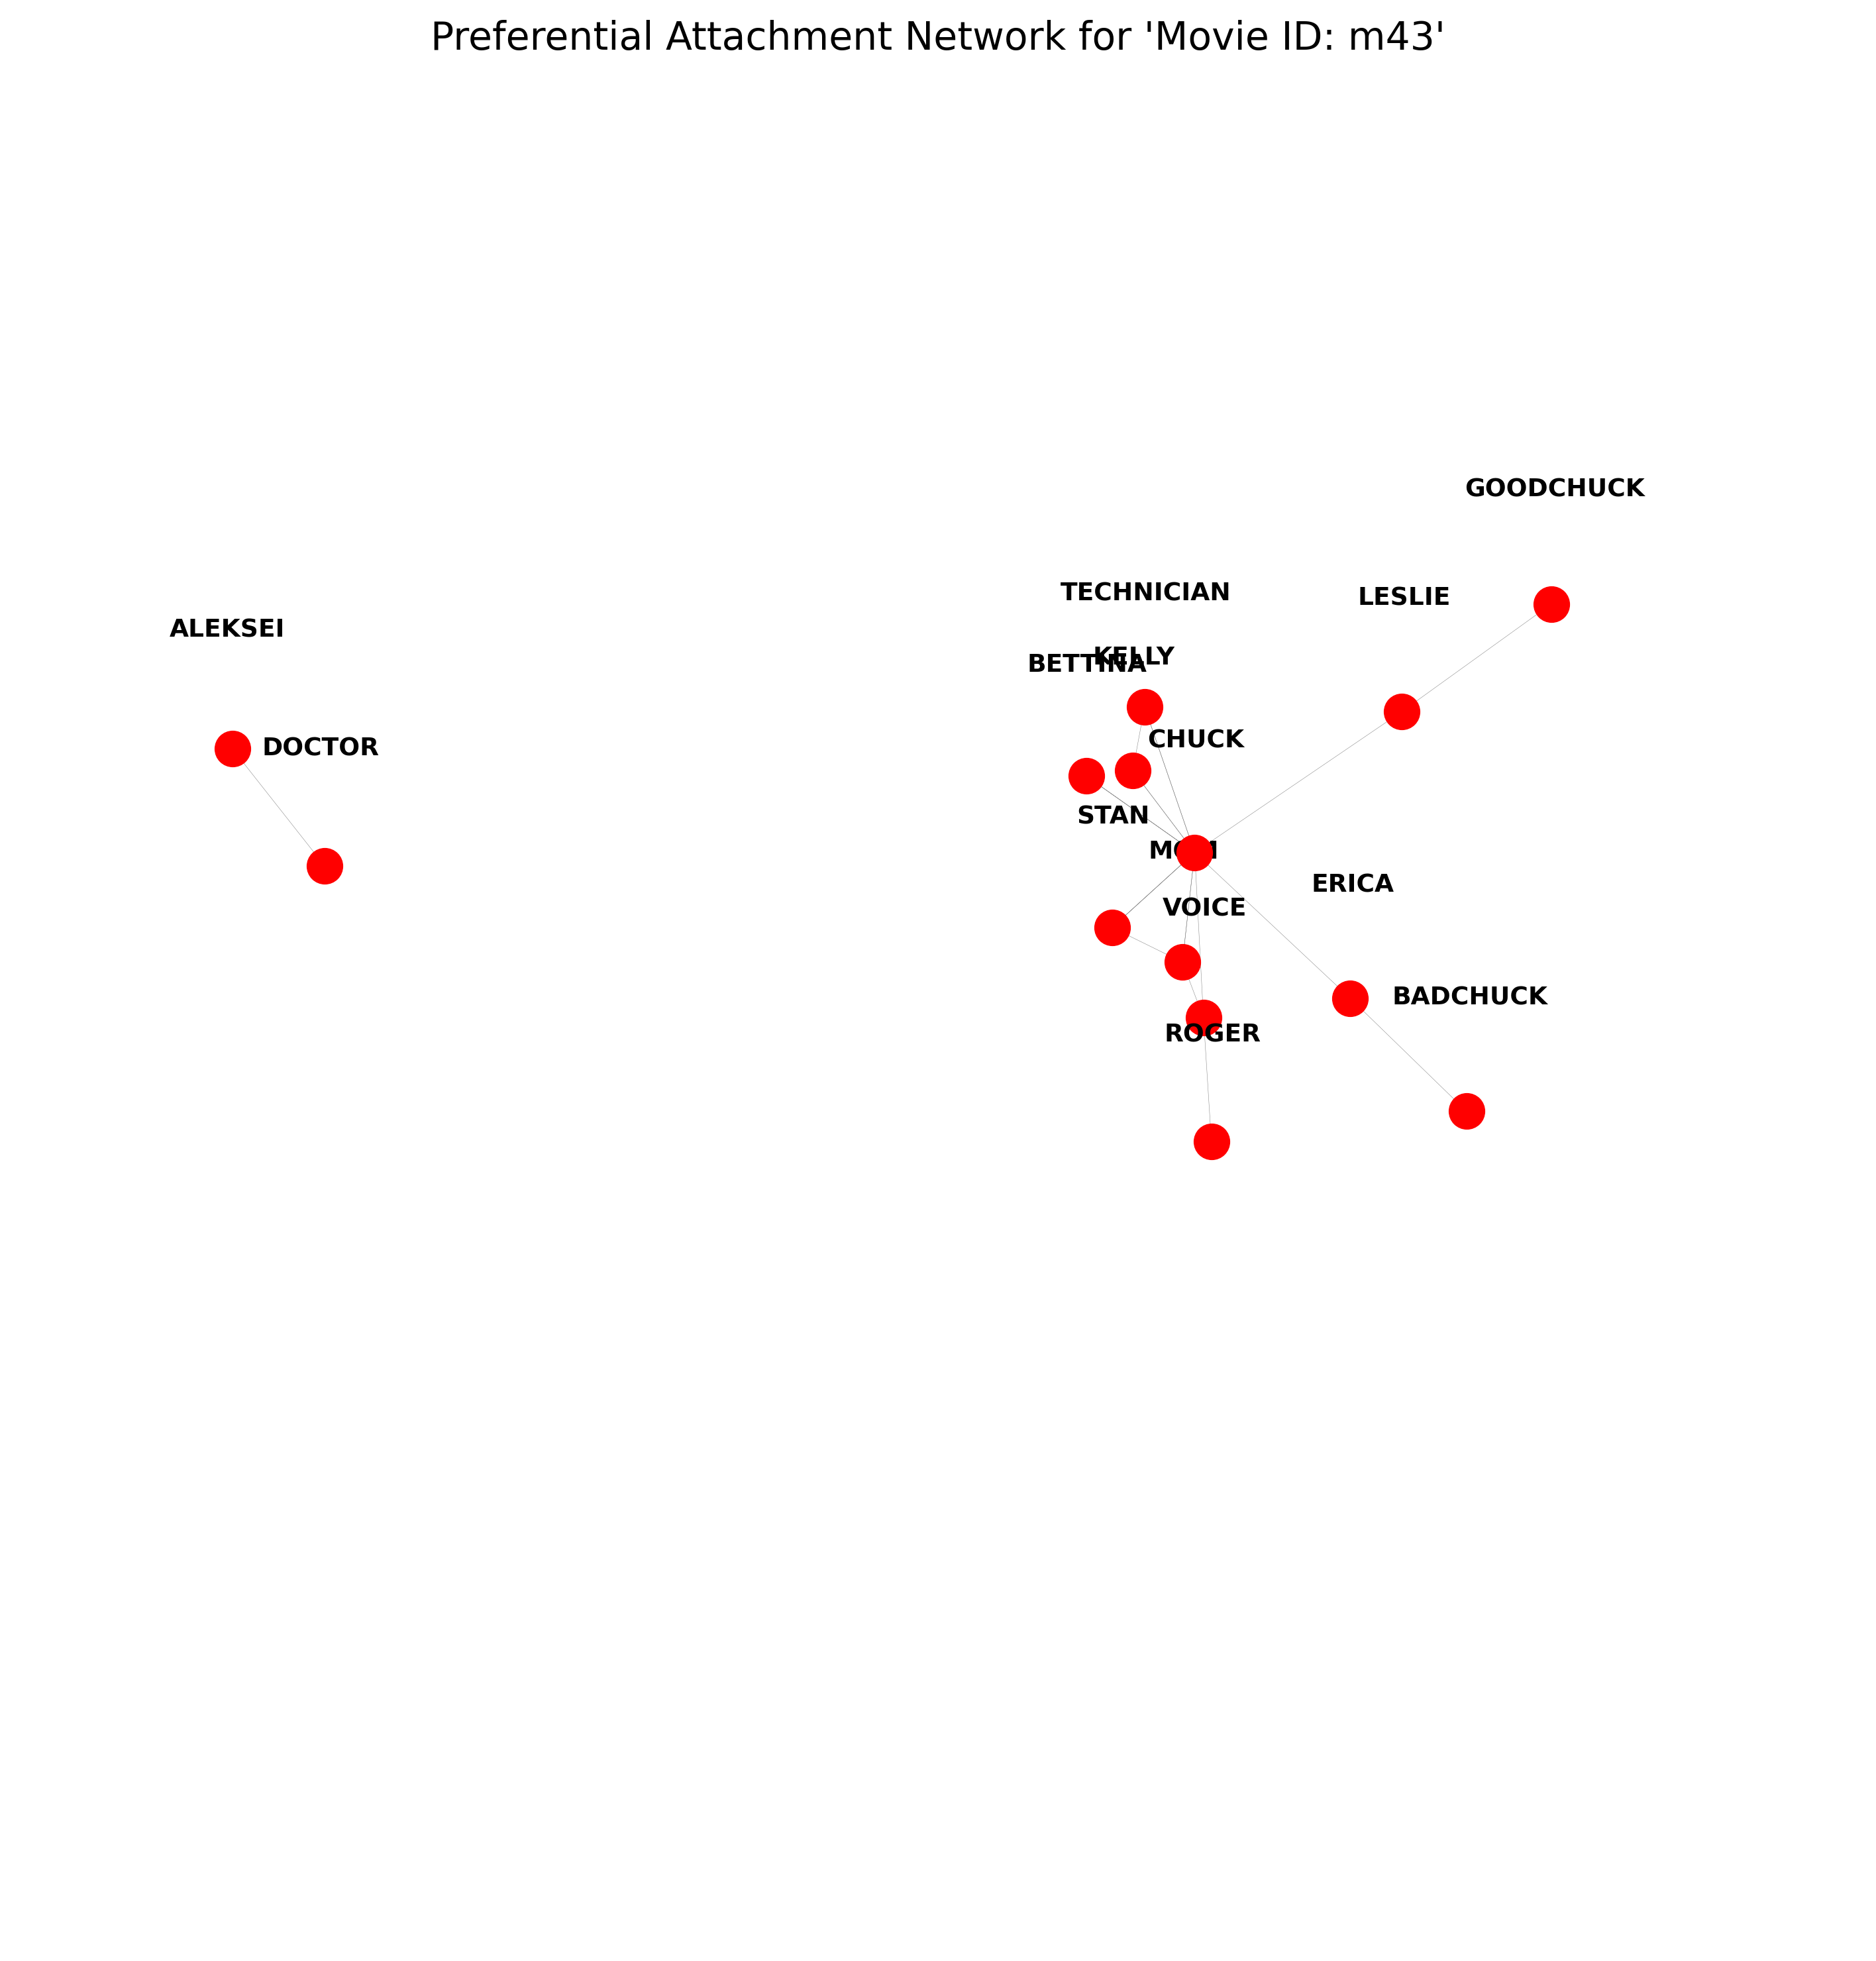 Preferential Attachment Network for 'Movie ID: m43'
GOODCHUCK
TECHNICIAN
LESLIE
ALEKSEI
KELLY
BETTINA
CHUCK
DOCTOR
STAN
MOM
ERICA
VOICE
BADCHUCK
ROGER